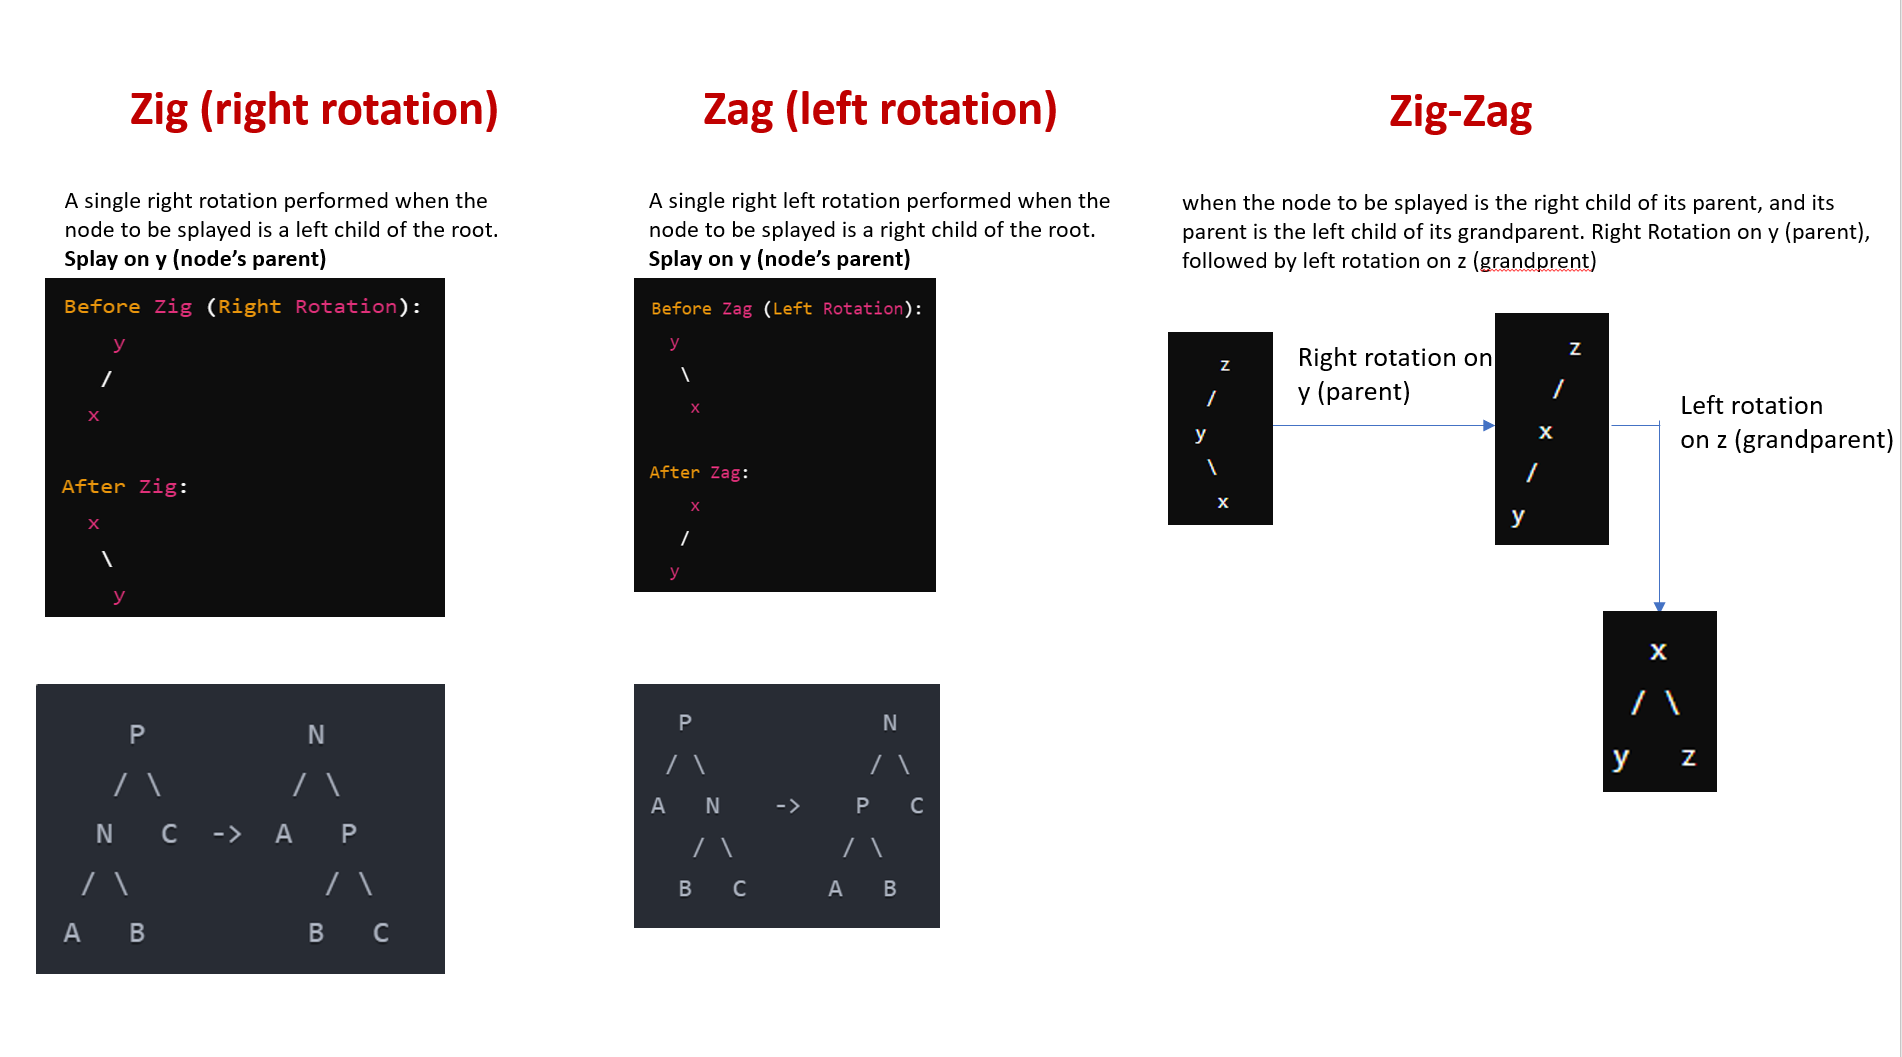 Zig (right rotation)
A single right rotation performed when the
node to be splayed is a left child of the root.
Splay on y (node’s parent)
Before Zig (Right Rotation):
y
/
x
After Zig:
x
\
y
P N
/ \ / \
N C -> A P
/ \ / \
A B B C
Zag (left rotation)
A single right left rotation performed when the
node to be splayed is a right child of the root.
Splay on y (node’s parent)
Before Zag (Left Rotation):
y
\
x
After Zag:
x
/
y
P N
/ \ / \
A N -> P C
/ \ / \
B C A B
Zig-Zag
when the node to be splayed is the right child of its parent, and its
parent is the left child of its grandparent. Right Rotation on y (parent),
followed by left rotation on z (grandprent)
z
/
y
\
x
Right rotation on
y (parent)
z
/
x
/
y
Left rotation
on z (grandparent)
x
/ \
y z